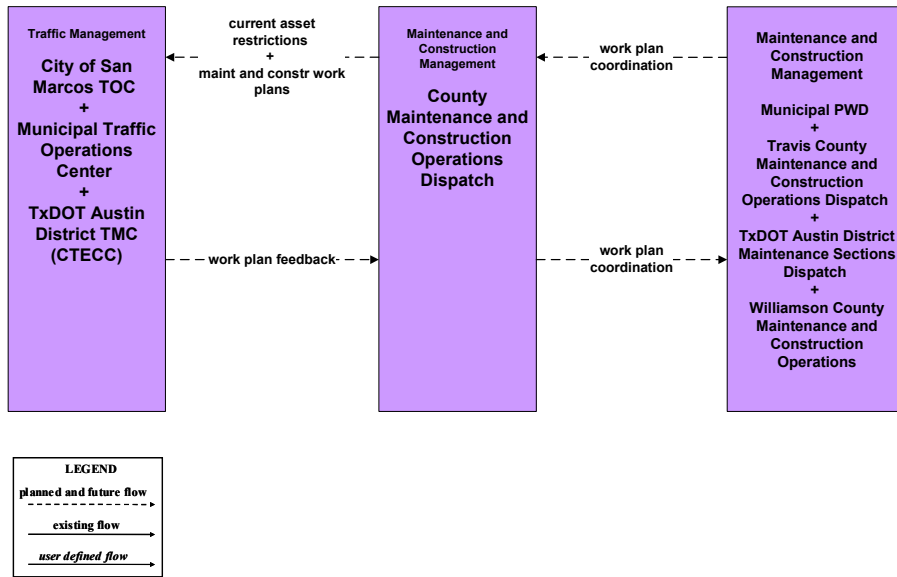 Traffic Management
City of San
Marcos TOC
+
Municipal Traffic
Operations
Center
+
TxDOT Austin
District TMC
(CTECC)
current asset
restrictions
+
maint and constr work
plans
work plan feedback
Maintenance and
Construction
Management
County
Maintenance and
Construction
Operations
Dispatch
work plan
coordination
work plan
coordination
Maintenance and
Construction
Management
Municipal PWD
+
Travis County
Maintenance and
Construction
Operations Dispatch
+
TxDOT Austin District
Maintenance Sections
Dispatch
+
Williamson County
Maintenance and
Construction
Operations
LEGEND
planned and future flow
existing flow
user defined flow